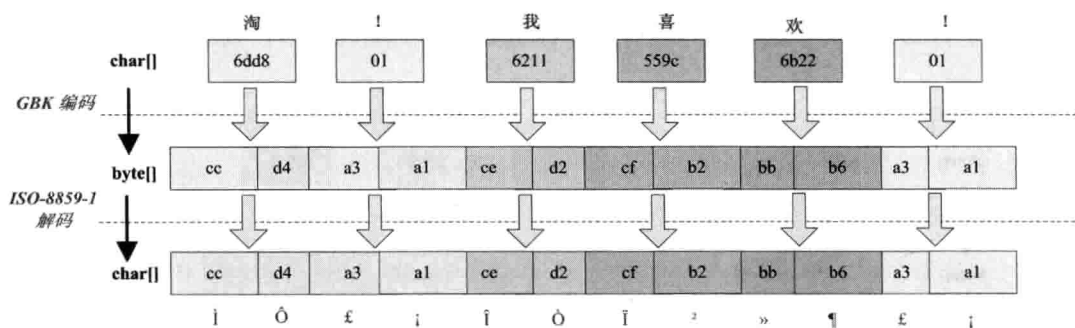 淘 ! 我 喜 欢 !
char[] 6dd8 01 6211 559c 6b22 01
GBK 编码
byte[] cc d4 a3 a1 ce d2 cf b2 bb b6 a3 a1
ISO-8859-1
解码
char[] cc d4 a3 a1 ce d2 cf b2 bb b6 a3 a1
Ì Ô £ ¡ Î Ò Ï ² » ¶ £ ¡